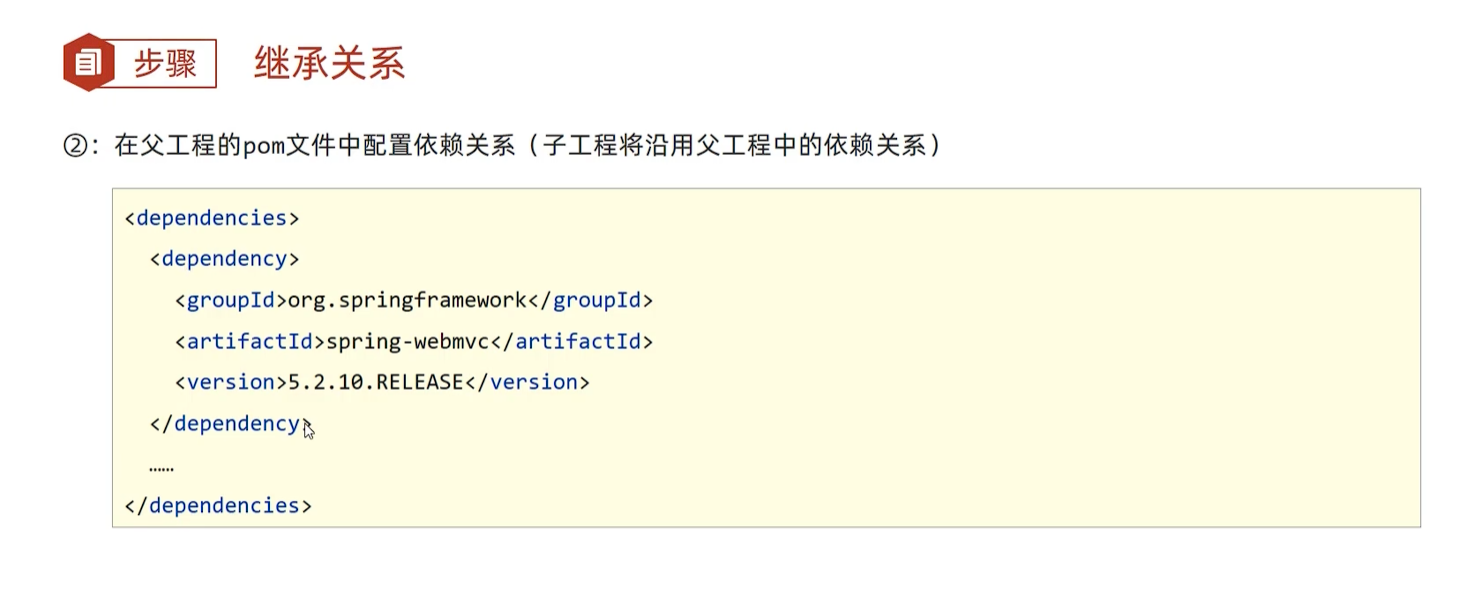 步骤 继承关系
②：在父工程的pom文件中配置依赖关系（子工程将沿用父工程中的依赖关系）
<dependencies>
  <dependency>
    <groupId>org.springframework</groupId>
    <artifactId>spring-webmvc</artifactId>
    <version>5.2.10.RELEASE</version>
  </dependency>
  ……
</dependencies>